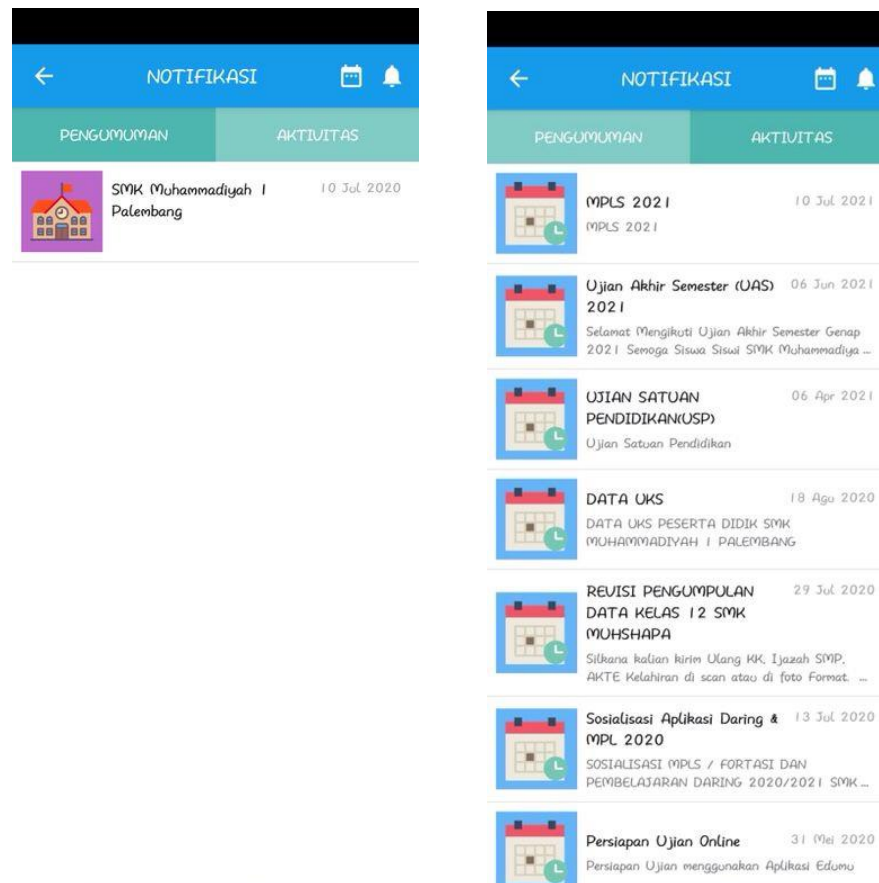 NOTIFIKASI
PENGUMUMAN AKTIVITAS
SMK Muhammadiyah 1 10 Jul 2020
Palembang
NOTIFIKASI
PENGUMUMAN AKTIVITAS
MPLS 2021 10 Jul 2021
MPLS 2021
Ujian Akhir Semester (UAS) 06 Jun 2021
2021
Selamat Mengikuti Ujian Akhir Semester Genap
2021 Semoga Siswa Siswi SMK Muhammadiya ...
UJIAN SATUAN 06 Apr 2021
PENDIDIKAN(USP)
Ujian Satuan Pendidikan
DATA UKS 18 Agu 2020
DATA UKS PESERTA DIDIK SMK
MUHAMMADIYAH 1 PALEMBANG
REVISI PENGUMPULAN 29 Jul 2020
DATA KELAS 12 SMK
MUHSHAPA
Silkana kalian kirim Ulang KK, Ijazah SMP,
AKTE Kelahiran di scan atau di foto Format. ...
Sosialisasi Aplikasi Daring & 13 Jul 2020
MPL 2020
SOSIALISASI MPLS / FORTASI DAN
PEMBELAJARAN DARING 2020/2021 SMK ...
Persiapan Ujian Online 31 Mei 2020
Persiapan Ujian menggunakan Aplikasi Edumu